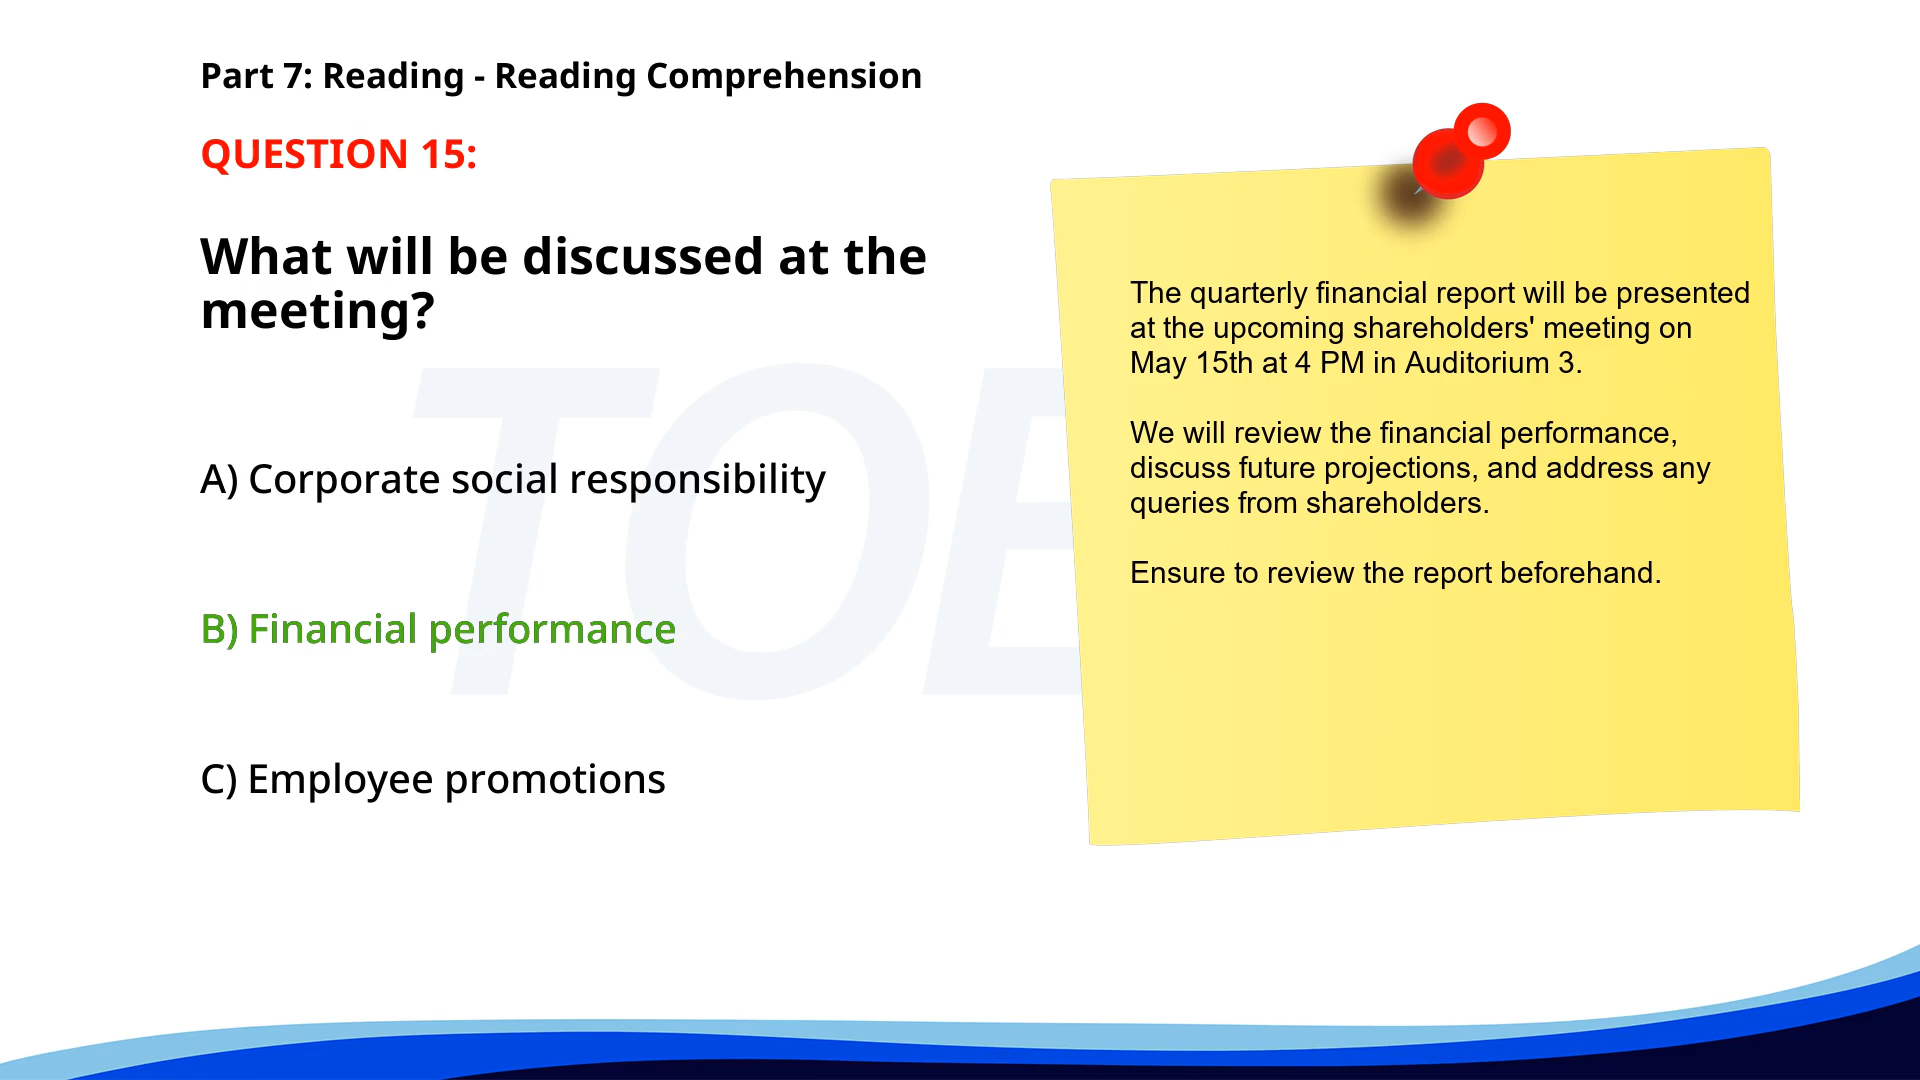 Part 7: Reading - Reading Comprehension
QUESTION 15:
What will be discussed at the
meeting?
A) Corporate social responsibility
B) Financial performance
C) Employee promotions
The quarterly financial report will be presented
at the upcoming shareholders' meeting on
May 15th at 4 PM in Auditorium 3.
We will review the financial performance,
discuss future projections, and address any
queries from shareholders.
Ensure to review the report beforehand.
TOE